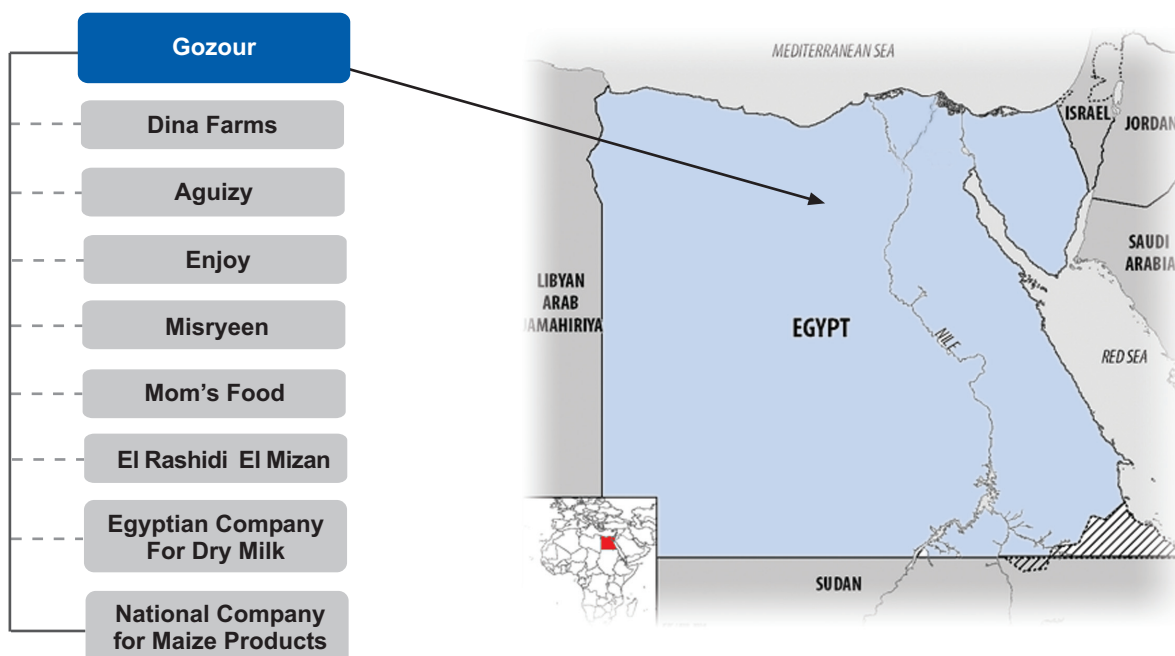 Gozour
Dina Farms
Aguizy
Enjoy
Misryeen
Mom’s Food
El Rashidi El Mizan
Egyptian Company
For Dry Milk
National Company
for Maize Products
MEDITERRANEAN SEA
ISRAEL
JORDAN
SAUDI
ARABIA
LIBYAN
ARAB
JAMAHIRIYA
EGYPT
NILE
RED SEA
SUDAN